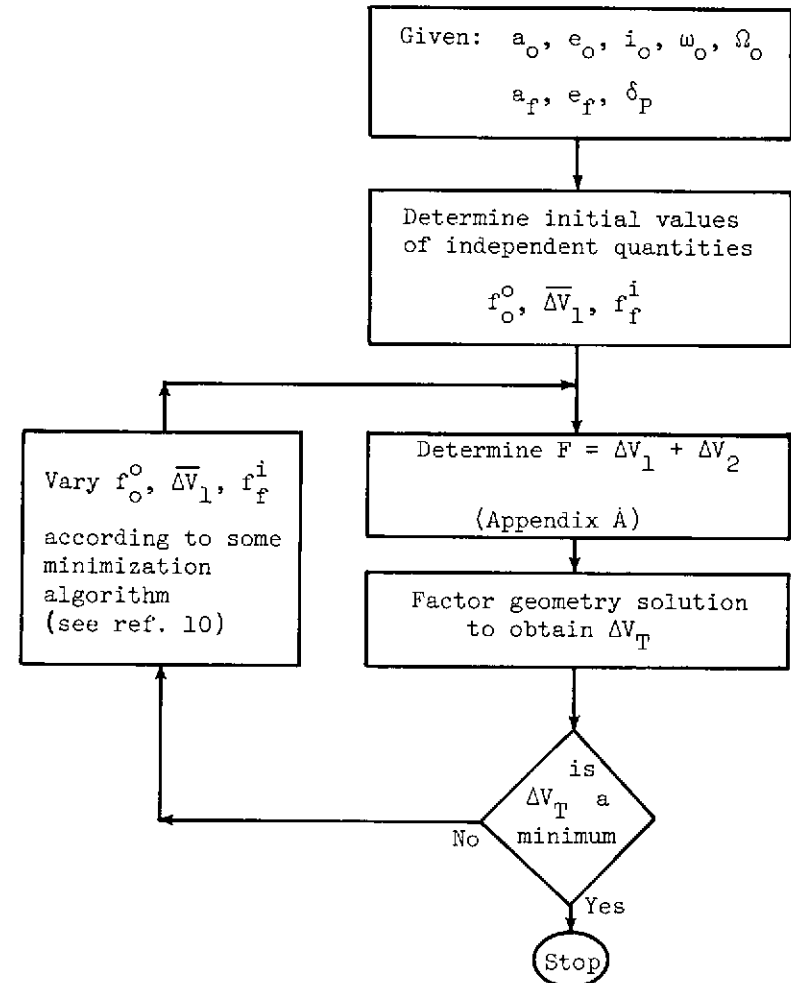 Given: a_o, e_o, i_o, ω_o, Ω_o
a_f, e_f, δ_P
Determine initial values
of independent quantities
f_o^o, \overline{ΔV}_1, f_f^i
Determine F = ΔV_1 + ΔV_2
(Appendix A)
Factor geometry solution
to obtain ΔV_T
is
ΔV_T a
minimum
No
Yes
Stop
Vary f_o^o, \overline{ΔV}_1, f_f^i
according to some
minimization
algorithm
(see ref. 10)